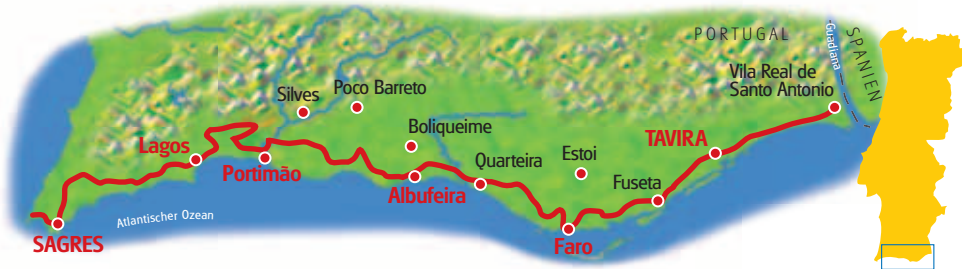 PORTUGAL
Guadiana
SPANIEN
Vila Real de
Santo Antonio
Silves
Poco Barreto
Boliqueime
Lagos
Portimão
TAVIRA
Estoi
Quarteira
Albufeira
Fuseta
Atlantischer Ozean
SAGRES
Faro